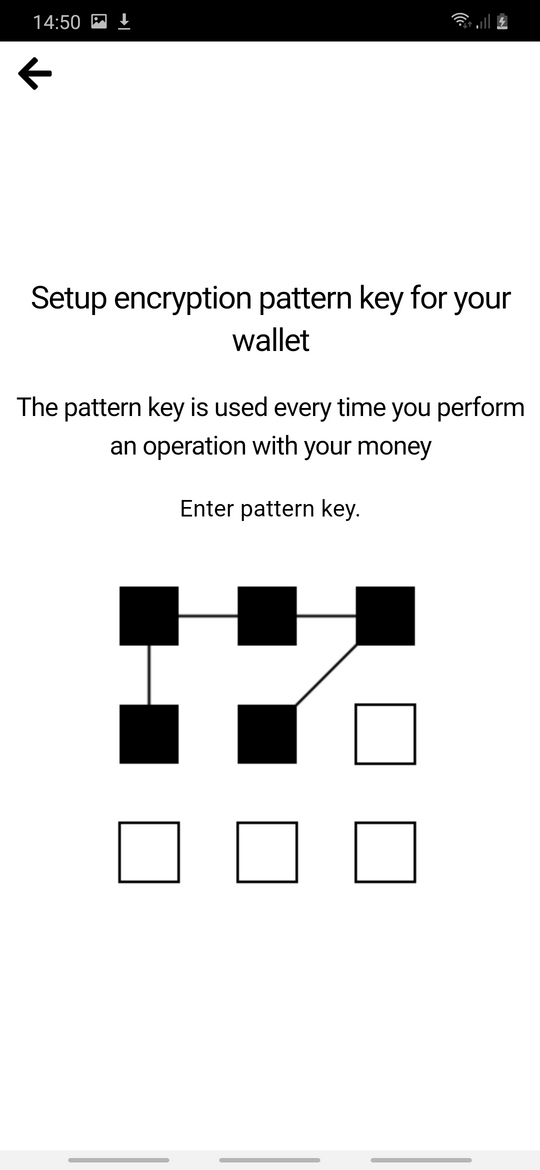 14:50
Setup encryption pattern key for your
wallet
The pattern key is used every time you perform
an operation with your money
Enter pattern key.